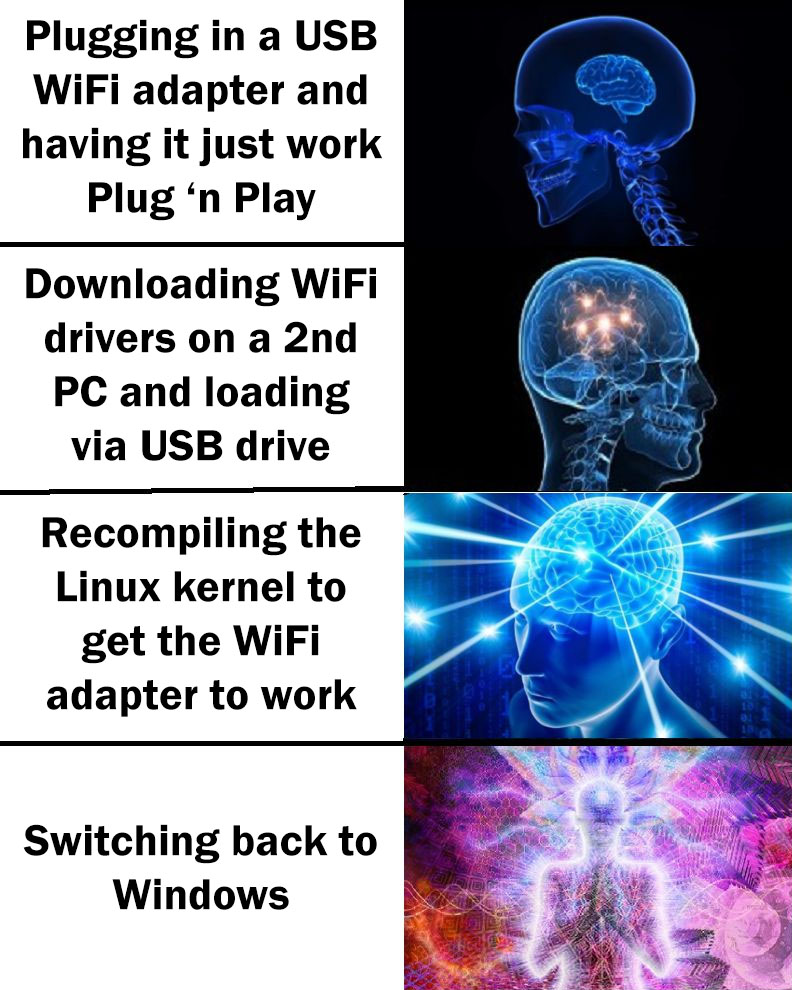 Plugging in a USB
WiFi adapter and
having it just work
Plug ‘n Play
Downloading WiFi
drivers on a 2nd
PC and loading
via USB drive
Recompiling the
Linux kernel to
get the WiFi
adapter to work
Switching back to
Windows